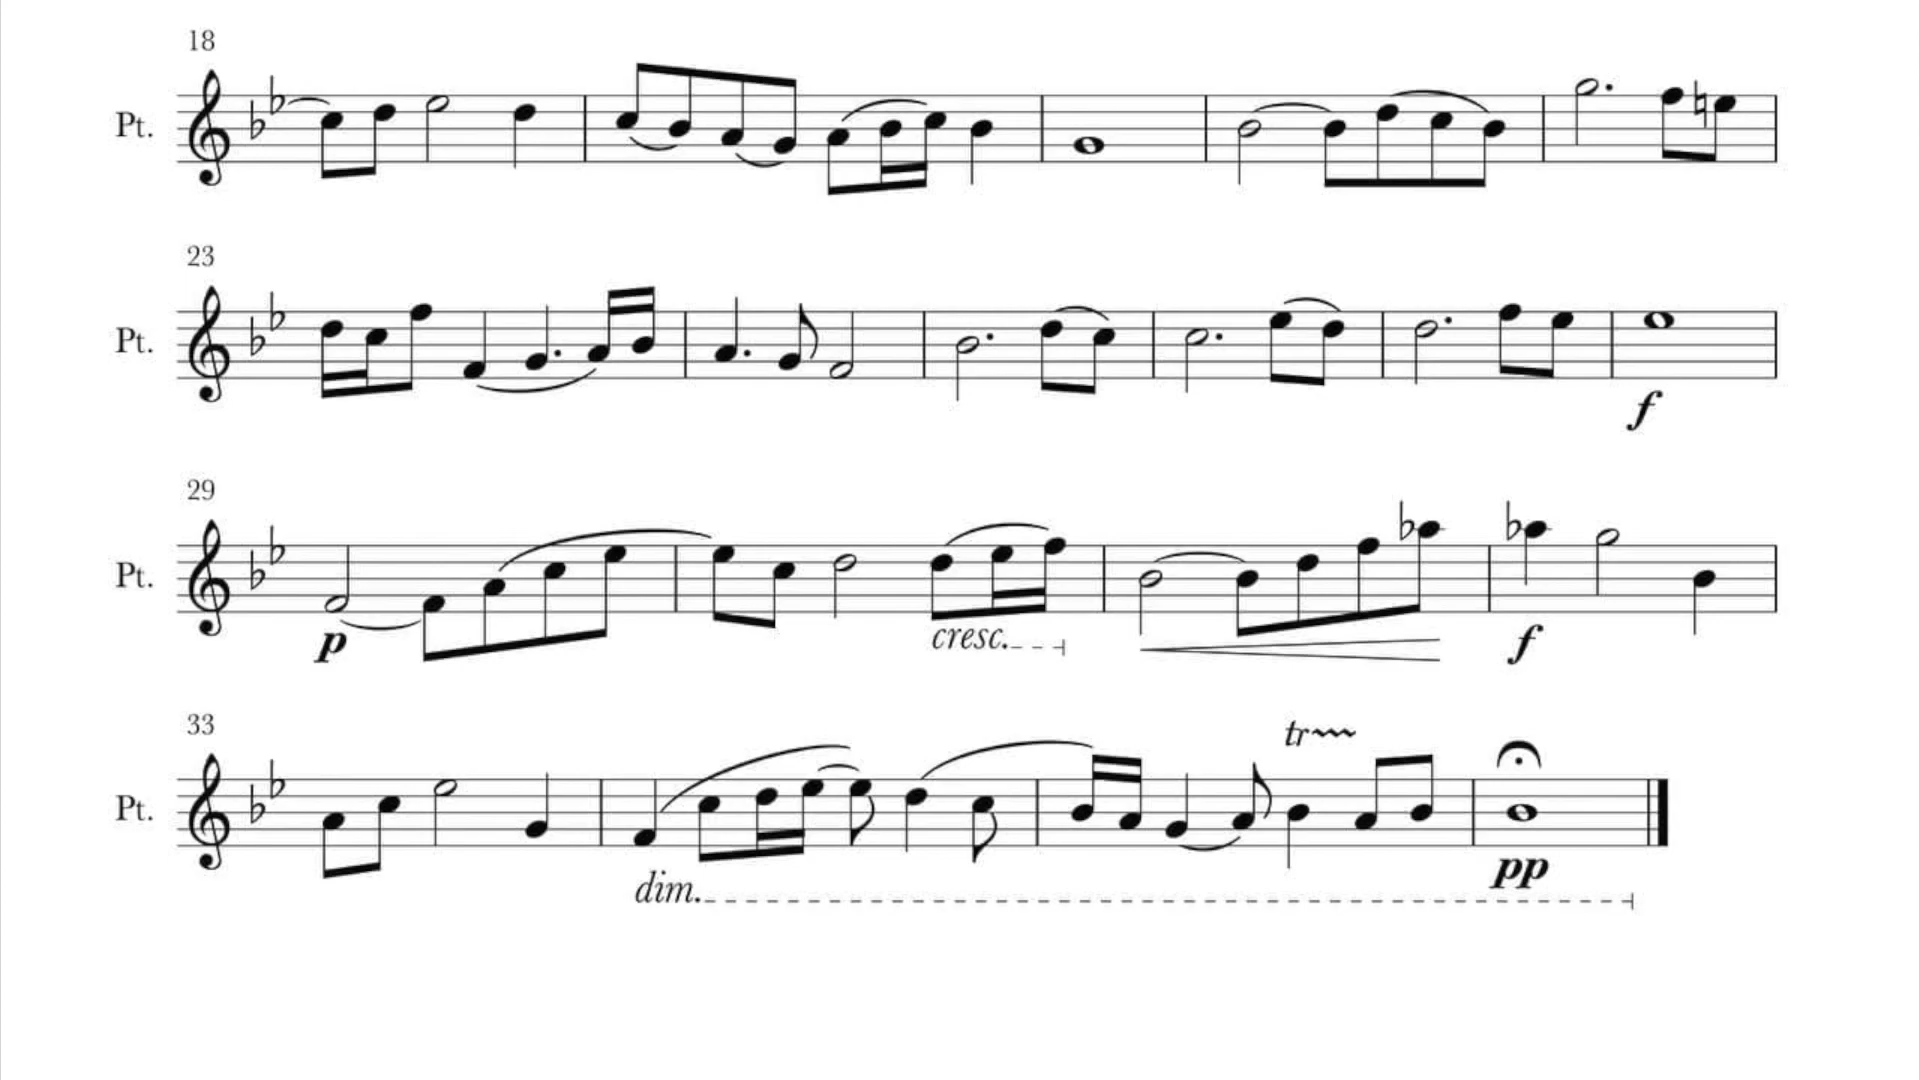 18
Pt.
23
Pt.
f
29
Pt.
p cresc. f
33
tr
Pt.
pp
dim.